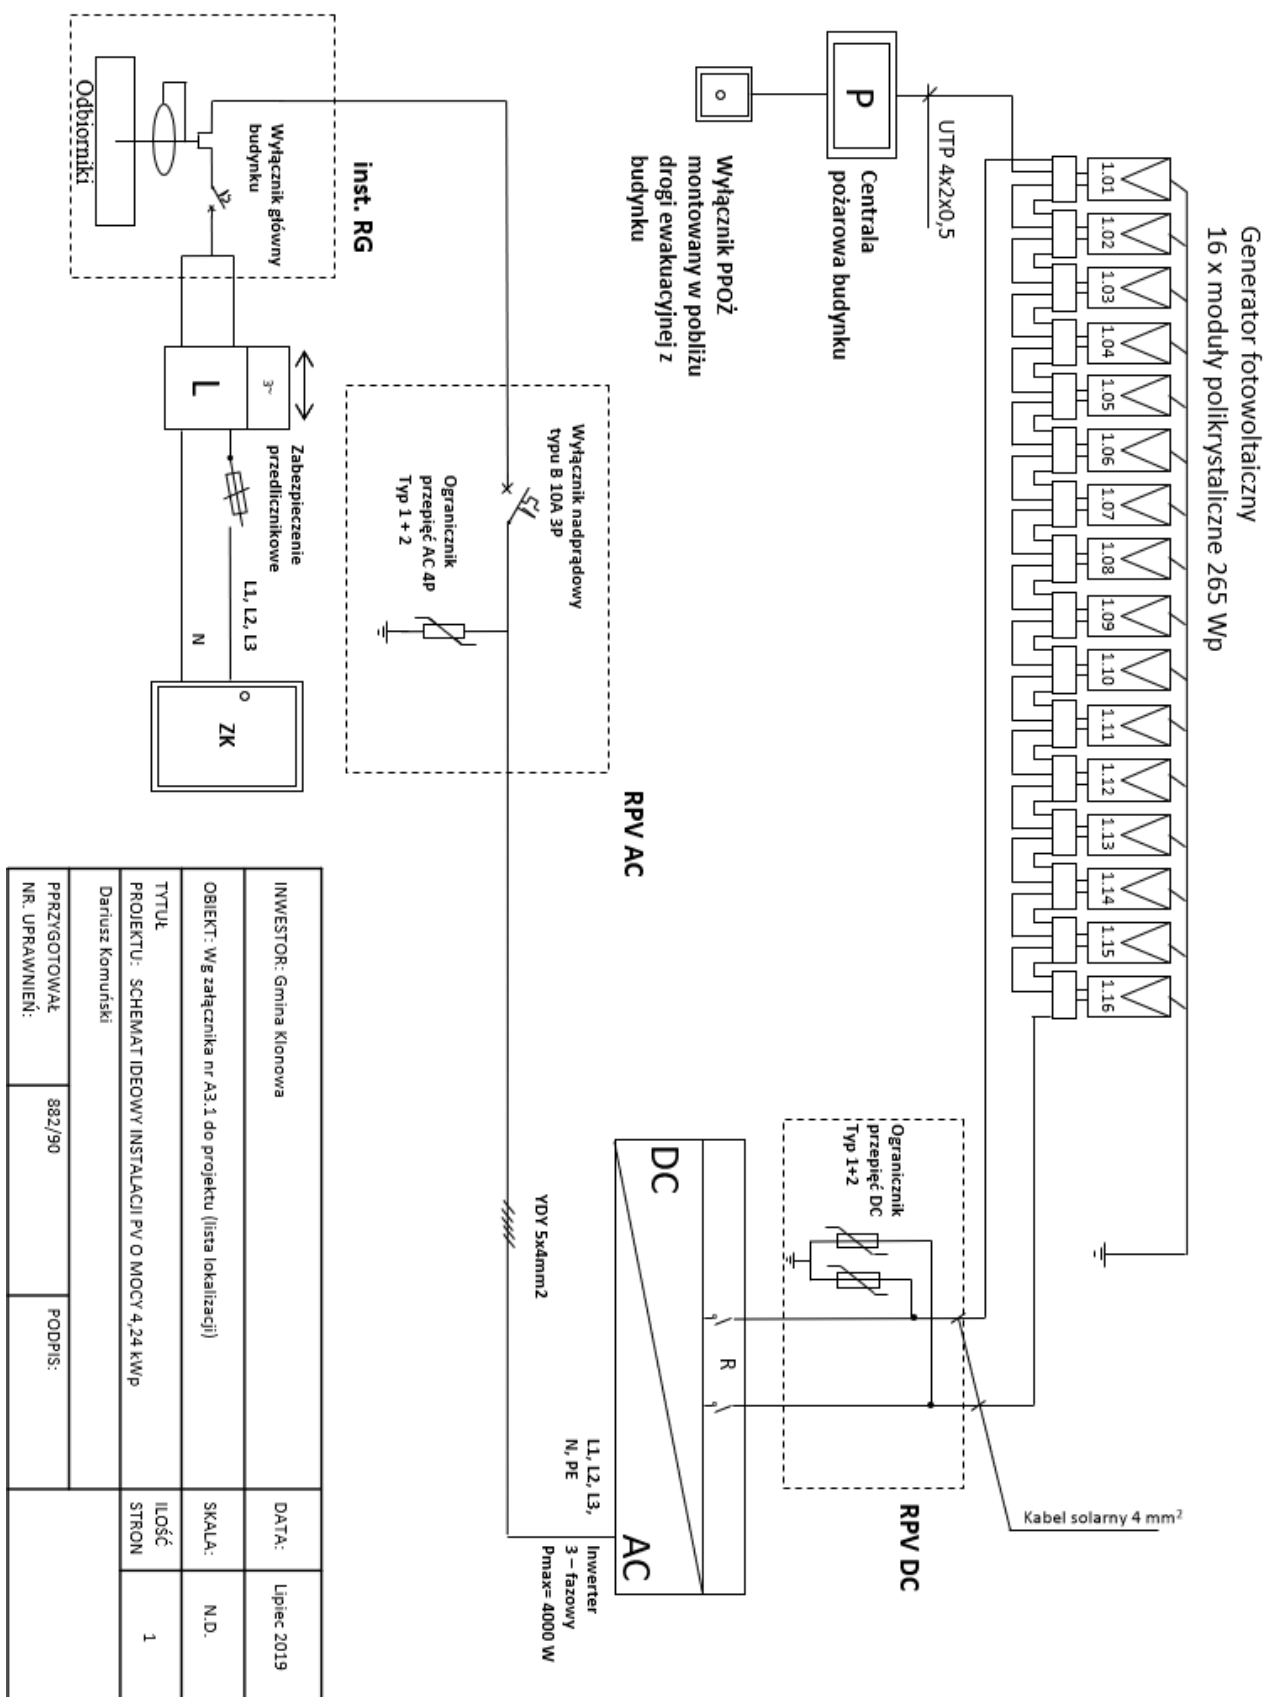 Generator fotowoltaiczny
16 x moduły polikrystaliczne 265 Wp
1.01
1.02
1.03
1.04
1.05
1.06
1.07
1.08
1.09
1.10
1.11
1.12
1.13
1.14
1.15
1.16
UTP 4x2x0,5
P
Centrala
pożarowa budynku
Wyłącznik PPOŻ
montowany w pobliżu
drogi ewakuacyjnej z
budynku
Kabel solarny 4 mm²
RPV DC
Ogranicznik
przepięć DC
Typ 1+2
R
DC
AC
Inwerter
3 – fazowy
Pmax= 4000 W
L1, L2, L3,
N, PE
YDY 5x4mm2
RPV AC
Wyłącznik nadprądowy
typu B 10A 3P
Ogranicznik
przepięć AC 4P
Typ 1 + 2
inst. RG
Wyłącznik główny
budynku
Odbiorniki
3~
L
Zabezpieczenie
przedlicznikowe
L1, L2, L3
N
ZK
INWESTOR: Gmina Klonowa
DATA:
Lipiec 2019
OBIEKT: Wg załącznika nr A3.1 do projektu (lista lokalizacji)
SKALA:
N.D.
TYTUŁ
PROJEKTU: SCHEMAT IDEOWY INSTALACJI PV O MOCY 4,24 kWp
ILOŚĆ
STRON
1
Dariusz Komuński
PPRZYGOTOWAŁ
NR. UPRAWNIEŃ:
882/90
PODPIS: